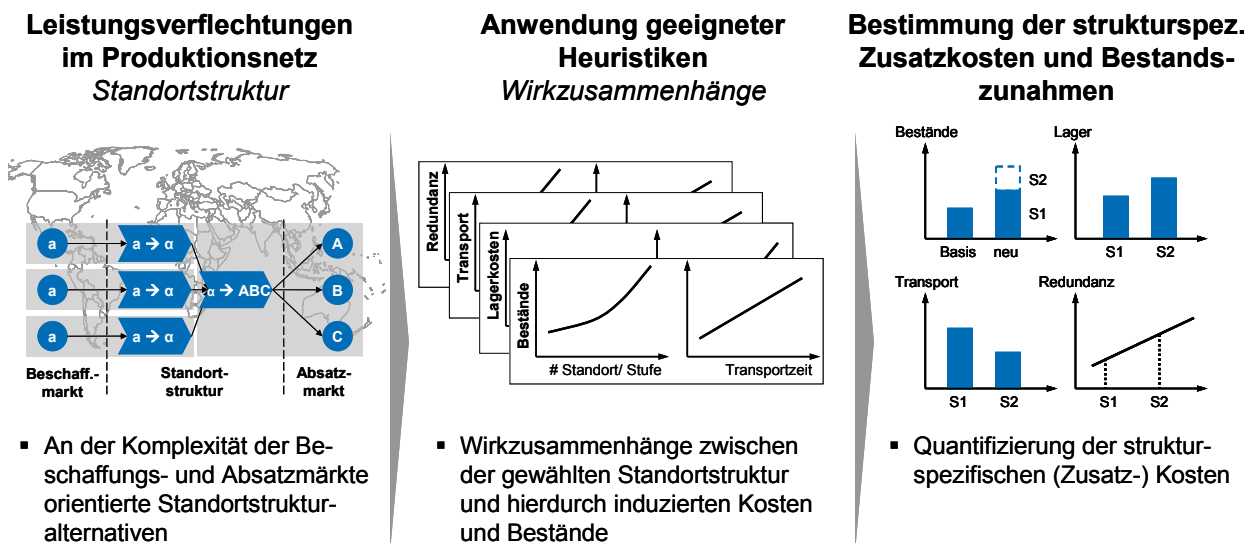 Leistungsverflechtungen
im Produktionsnetz
Standortstruktur
a
a → α
a
a → α
a
a → α
α → ABC
A
B
C
Beschaff.-
markt
Standort-
struktur
Absatz-
markt
▪ An der Komplexität der Be-
schaffungs- und Absatzmärkte
orientierte Standortstruktur-
alternativen
Anwendung geeigneter
Heuristiken
Wirkzusammenhänge
Redundanz
Transport
Lagerkosten
Bestände
# Standort/ Stufe
Transportzeit
▪ Wirkzusammenhänge zwischen
der gewählten Standortstruktur
und hierdurch induzierten Kosten
und Bestände
Bestimmung der strukturspez.
Zusatzkosten und Bestands-
zunahmen
Bestände
S2
S1
Basis neu
Lager
S1 S2
Transport
S1 S2
Redundanz
S1 S2
▪ Quantifizierung der struktur-
spezifischen (Zusatz-) Kosten